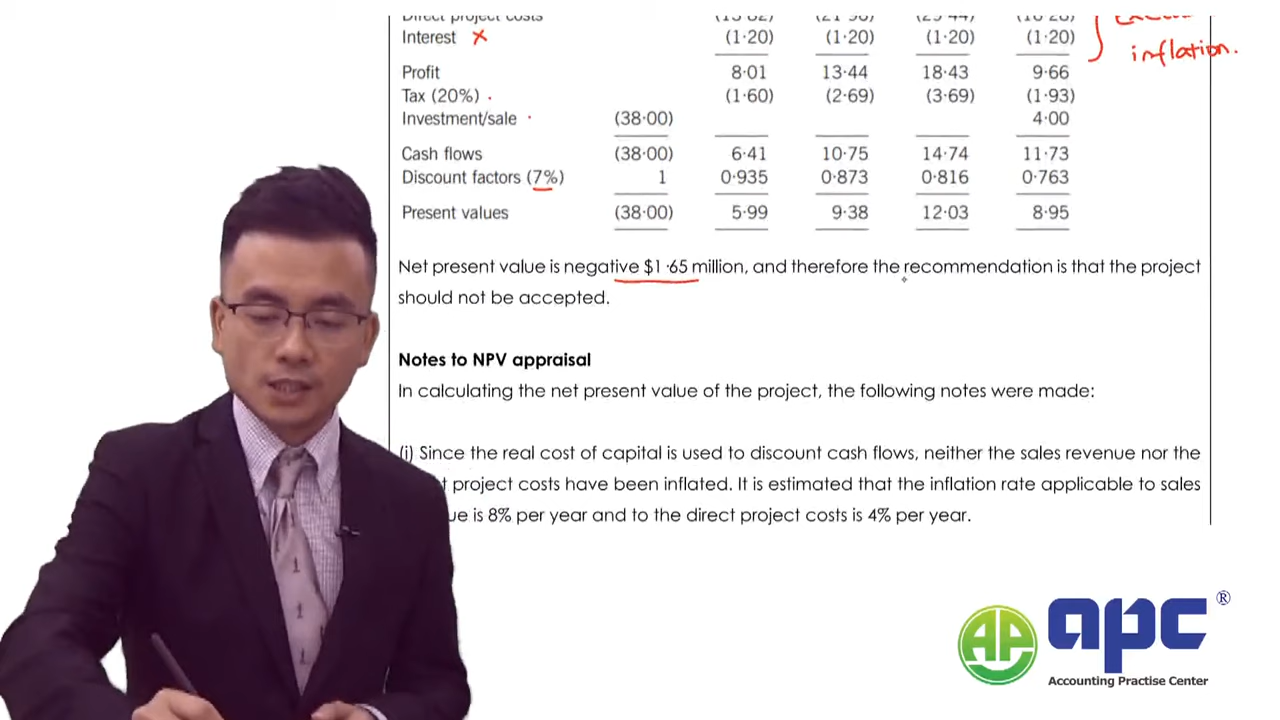 Direct project costs
Interest x (1·20) (1·20) (1·20) (1·20)
inflation.
Profit 8·01 13·44 18·43 9·66
Tax (20%) (1·60) (2·69) (3·69) (1·93)
Investment/sale (38·00) 4·00
Cash flows (38·00) 6·41 10·75 14·74 11·73
Discount factors (7%) 1 0·935 0·873 0·816 0·763
Present values (38·00) 5·99 9·38 12·03 8·95
Net present value is negative $1·65 million, and therefore the recommendation is that the project
should not be accepted.
Notes to NPV appraisal
In calculating the net present value of the project, the following notes were made:
(i) Since the real cost of capital is used to discount cash flows, neither the sales revenue nor the
t project costs have been inflated. It is estimated that the inflation rate applicable to sales
ue is 8% per year and to the direct project costs is 4% per year.
AP apc ®
Accounting Practise Center